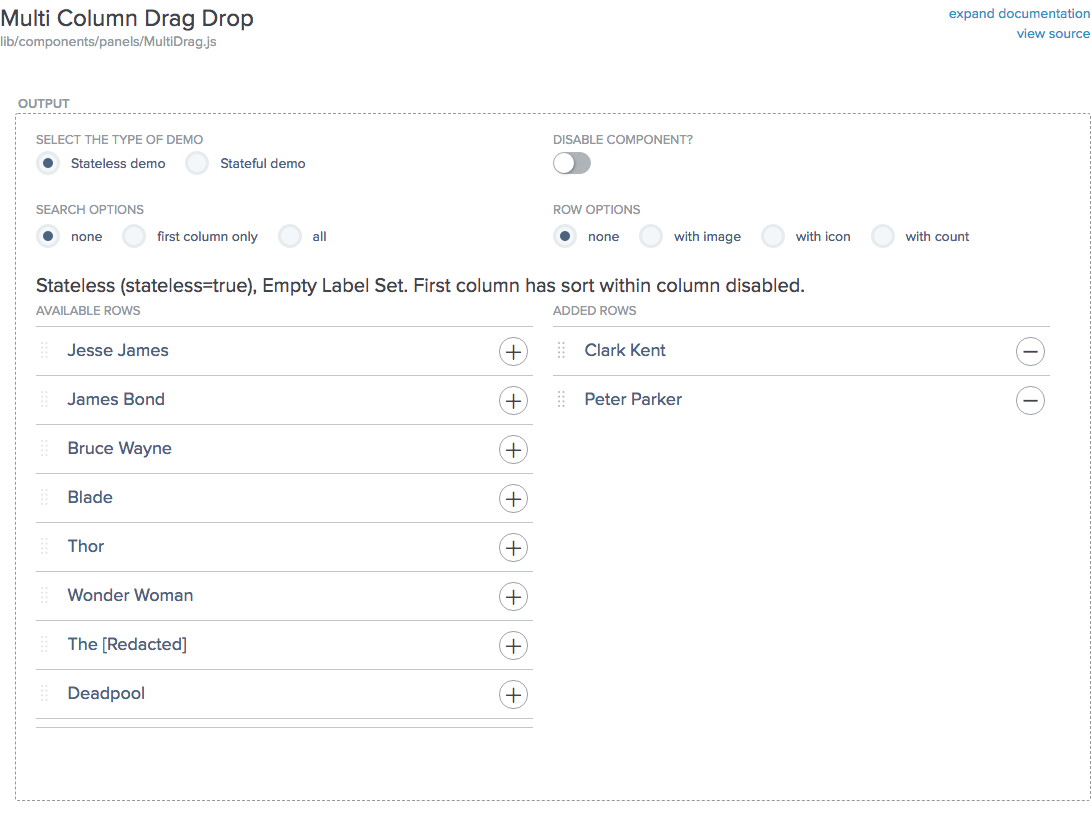 Multi Column Drag Drop
expand documentation
lib/components/panels/MultiDrag.js
view source
OUTPUT
SELECT THE TYPE OF DEMO
DISABLE COMPONENT?
Stateless demo Stateful demo
SEARCH OPTIONS
ROW OPTIONS
none first column only all
none with image with icon with count
Stateless (stateless=true), Empty Label Set. First column has sort within column disabled.
AVAILABLE ROWS
ADDED ROWS
Jesse James
Clark Kent
James Bond
Peter Parker
Bruce Wayne
Blade
Thor
Wonder Woman
The [Redacted]
Deadpool